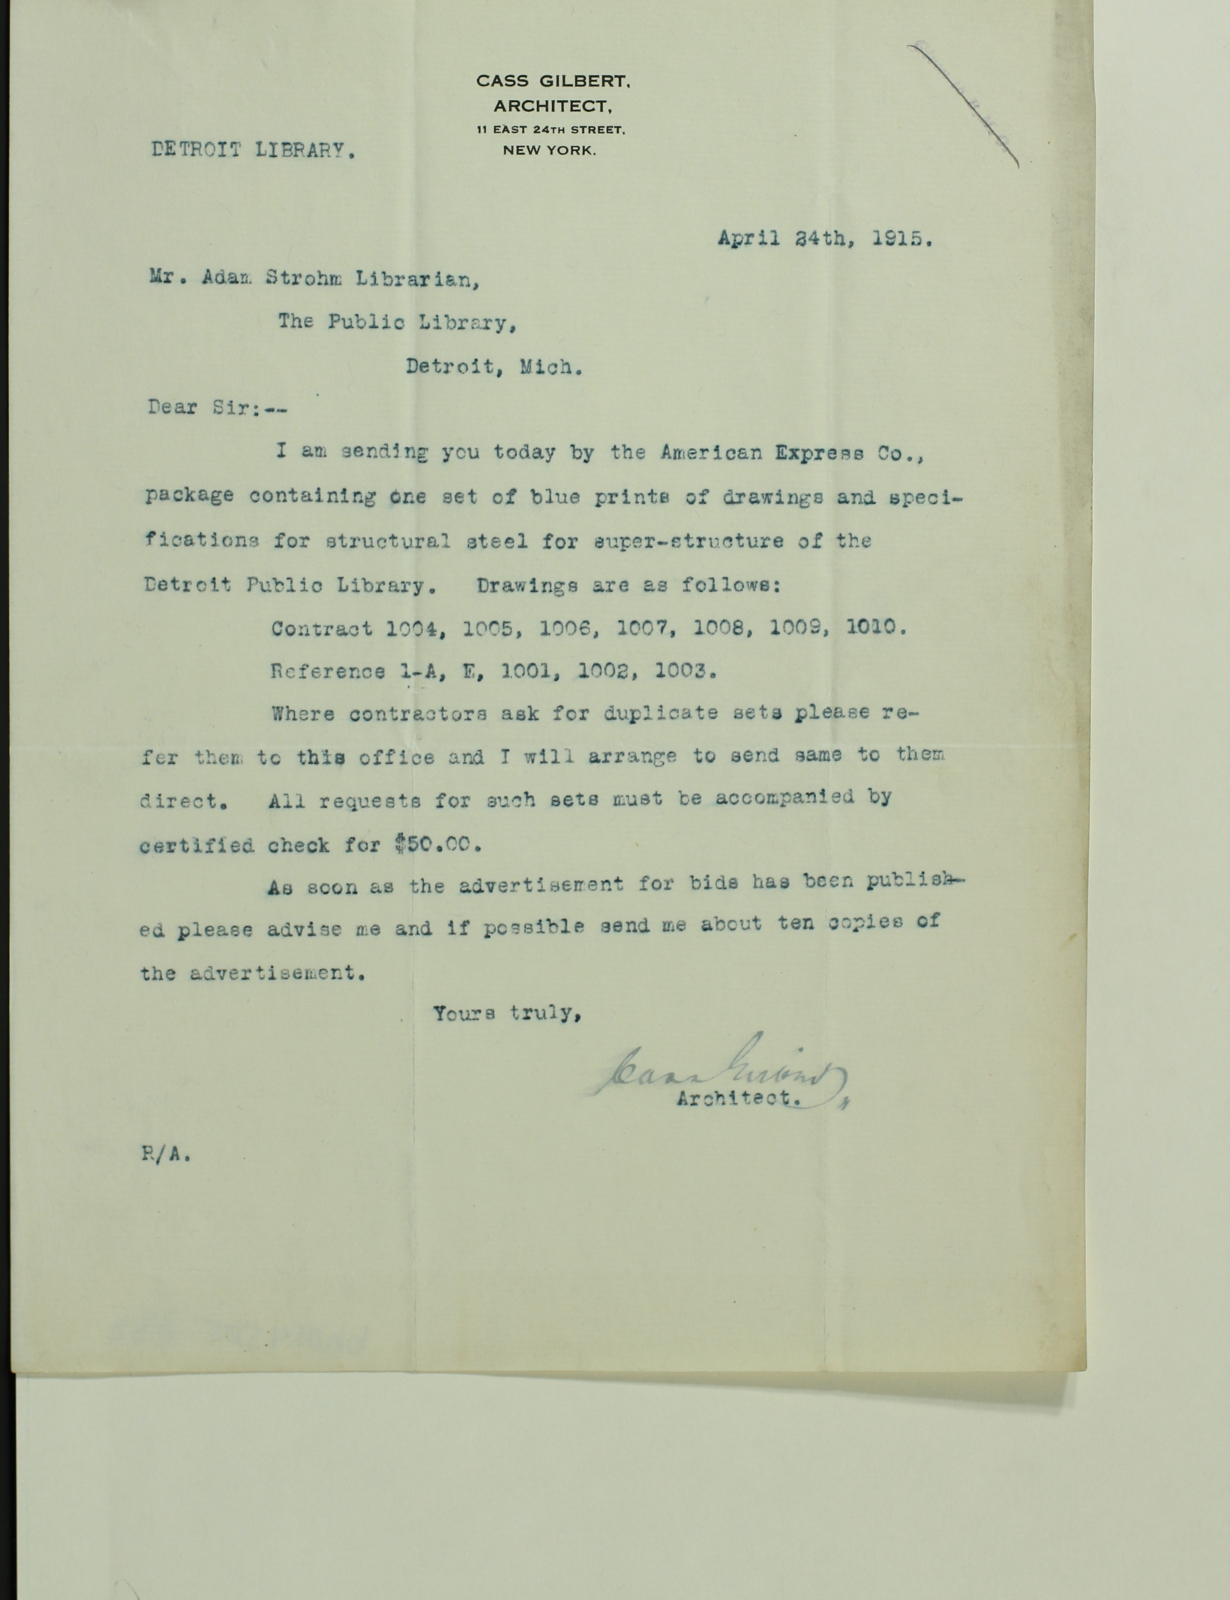 CASS GILBERT,
ARCHITECT,
11 EAST 24TH STREET,
NEW YORK.
DETROIT LIBRARY.
April 24th, 1915.
Mr. Adam Strohm Librarian,
The Public Library,
Detroit, Mich.
Dear Sir:--
I am sending you today by the American Express Co.,
package containing one set of blue prints of drawings and speci-
fications for structural steel for super-structure of the
Detroit Public Library. Drawings are as follows:
Contract 1004, 1005, 1006, 1007, 1008, 1009, 1010.
Reference 1-A, E, 1001, 1002, 1003.
Where contractors ask for duplicate sets please re-
fer them to this office and I will arrange to send same to them
direct. All requests for such sets must be accompanied by
certified check for $50.00.
As soon as the advertisement for bids has been publish-
ed please advise me and if possible send me about ten copies of
the advertisement.
Yours truly,
Cass Gilbert
Architect.
R/A.